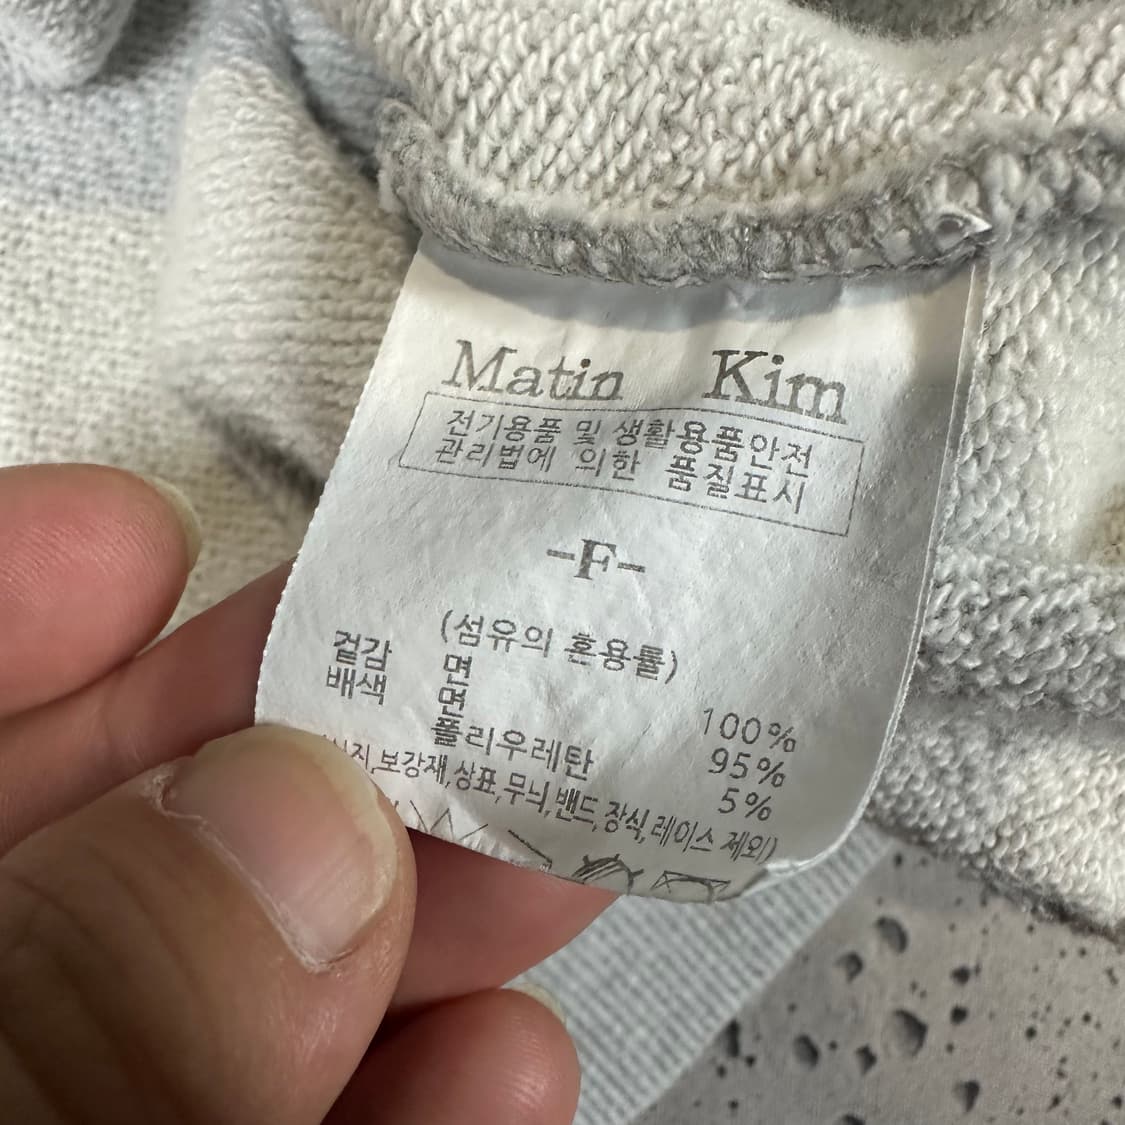 Matin Kim
전기용품 및 생활용품안전
관리법에 의한 품질표시
-F-
(섬유의 혼용률)
겉감 면 100%
배색 면 95%
폴리우레탄 5%
보강재,상표,무늬,밴드,장식,레이스 제외)